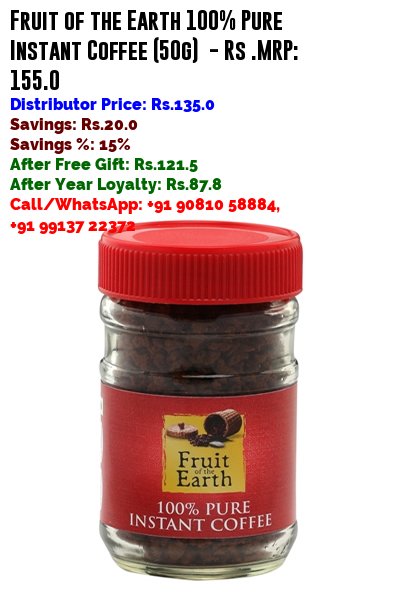 Fruit of the Earth 100% Pure
Instant Coffee (50g) - Rs .MRP:
155.0
Distributor Price: Rs.135.0
Savings: Rs.20.0
Savings %: 15%
After Free Gift: Rs.121.5
After Year Loyalty: Rs.87.8
Call/WhatsApp: +91 90810 58884,
+91 99137 22372
Fruit
of the
Earth
100% PURE
INSTANT COFFEE